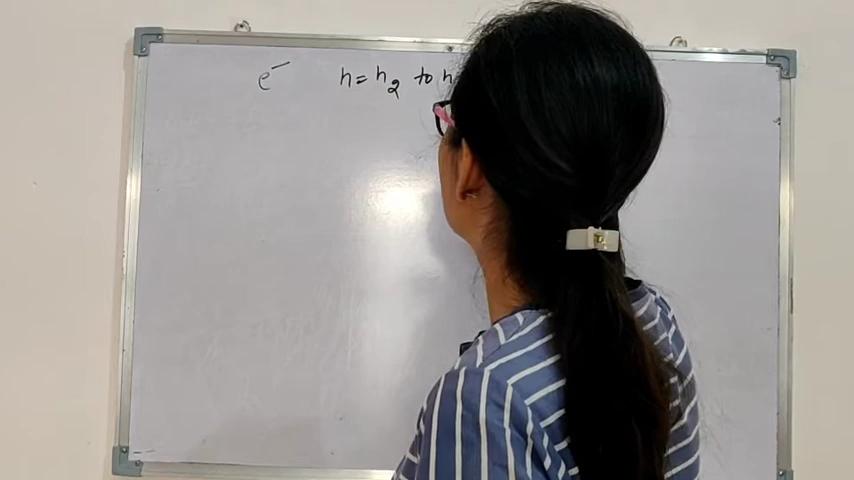 e⁻ n=n₂ to n